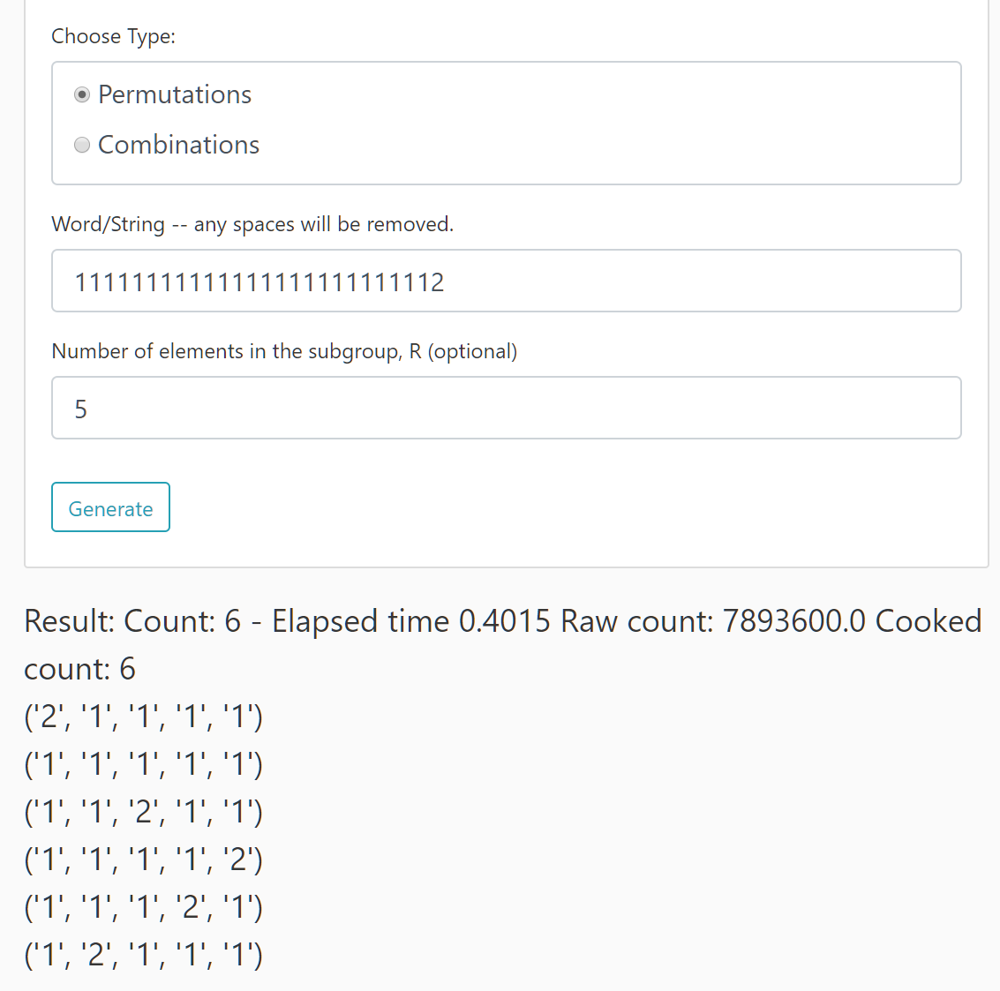 Choose Type:
Permutations
Combinations
Word/String -- any spaces will be removed.
11111111111111111111111112
Number of elements in the subgroup, R (optional)
5
Generate
Result: Count: 6 - Elapsed time 0.4015 Raw count: 7893600.0 Cooked
count: 6
('2', '1', '1', '1', '1')
('1', '1', '1', '1', '1')
('1', '1', '2', '1', '1')
('1', '1', '1', '1', '2')
('1', '1', '1', '2', '1')
('1', '2', '1', '1', '1')